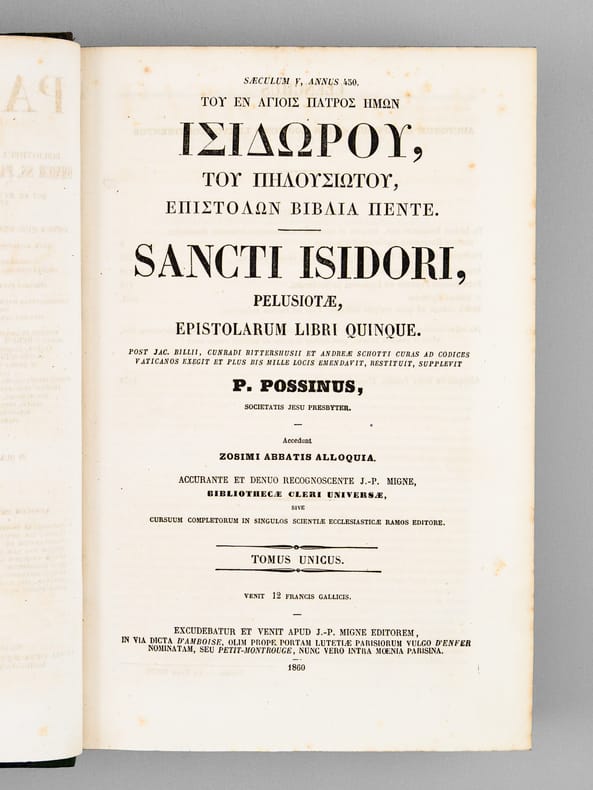 SÆCULUM V, ANNUS 450.
ΤΟΥ ΕΝ ΑΓΙΟΙΣ ΠΑΤΡΟΣ ΗΜΩΝ
ΙΣΙΔΩΡΟΥ,
ΤΟΥ ΠΗΛΟΥΣΙΩΤΟΥ,
ΕΠΙΣΤΟΛΩΝ ΒΙΒΛΙΑ ΠΕΝΤΕ.
SANCTI ISIDORI,
PELUSIOTÆ,
EPISTOLARUM LIBRI QUINQUE.
POST JAC. BILLII, CUNRADI RITTERSHUSII ET ANDREÆ SCHOTTI CURAS AD CODICES
VATICANOS EXEGIT ET PLUS BIS MILLE LOCIS EMENDAVIT, RESTITUIT, SUPPLEVIT
P. POSSINUS,
SOCIETATIS JESU PRESBYTER.
Accedunt
ZOSIMI ABBATIS ALLOQUIA.
ACCURANTE ET DENUO RECOGNOSCENTE J.-P. MIGNE,
BIBLIOTHECÆ CLERI UNIVERSÆ,
SIVE
CURSUUM COMPLETORUM IN SINGULOS SCIENTIÆ ECCLESIASTICÆ RAMOS EDITORE.
TOMUS UNICUS.
VENIT 12 FRANCIS GALLICIS.
EXCUDEBATUR ET VENIT APUD J.-P. MIGNE EDITOREM,
IN VIA DICTA D'AMBOISE, OLIM PROPE PORTAM LUTETIÆ PARISIORUM VULGO D'ENFER
NOMINATAM, SEU PETIT-MONTROUGE, NUNC VERO INTRA MŒNIA PARISINA.
1860
PA